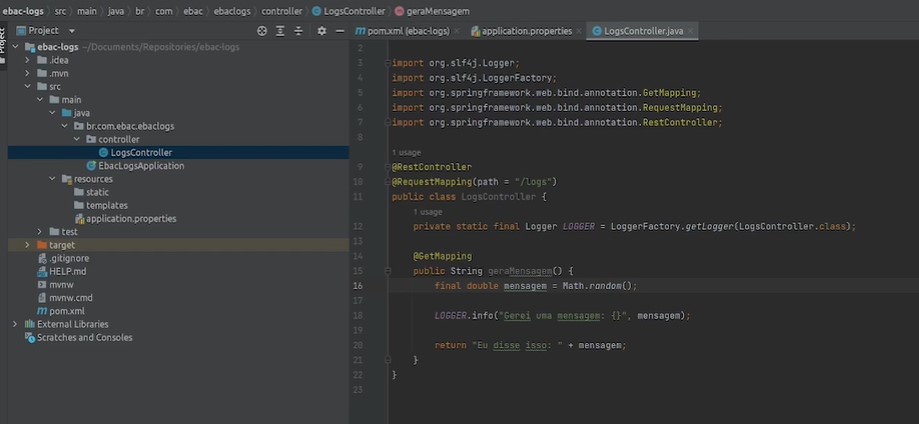 ebac-logs > src > main > java > br > com > ebac > ebaclogs > controller > LogsController > geraMensagem
Project
Project
ebac-logs ~/Documents/Repositories/ebac-logs
.idea
.mvn
src
main
java
br.com.ebac.ebaclogs
controller
LogsController
EbacLogsApplication
resources
static
templates
application.properties
test
target
.gitignore
HELP.md
mvnw
mvnw.cmd
pom.xml
External Libraries
Scratches and Consoles
pom.xml (ebac-logs) × application.properties × LogsController.java ×
2
3 import org.slf4j.Logger;
4 import org.slf4j.LoggerFactory;
5 import org.springframework.web.bind.annotation.GetMapping;
6 import org.springframework.web.bind.annotation.RequestMapping;
7 import org.springframework.web.bind.annotation.RestController;
8
1 usage
9 @RestController
10 @RequestMapping(path = "/logs")
11 public class LogsController {
1 usage
12 private static final Logger LOGGER = LoggerFactory.getLogger(LogsController.class);
13
14 @GetMapping
15 public String geraMensagem() {
16 final double mensagem = Math.random();
17
18 LOGGER.info("Gerei uma mensagem: {}", mensagem);
19
20 return "Eu disse isso: " + mensagem;
21 }
22 }
23